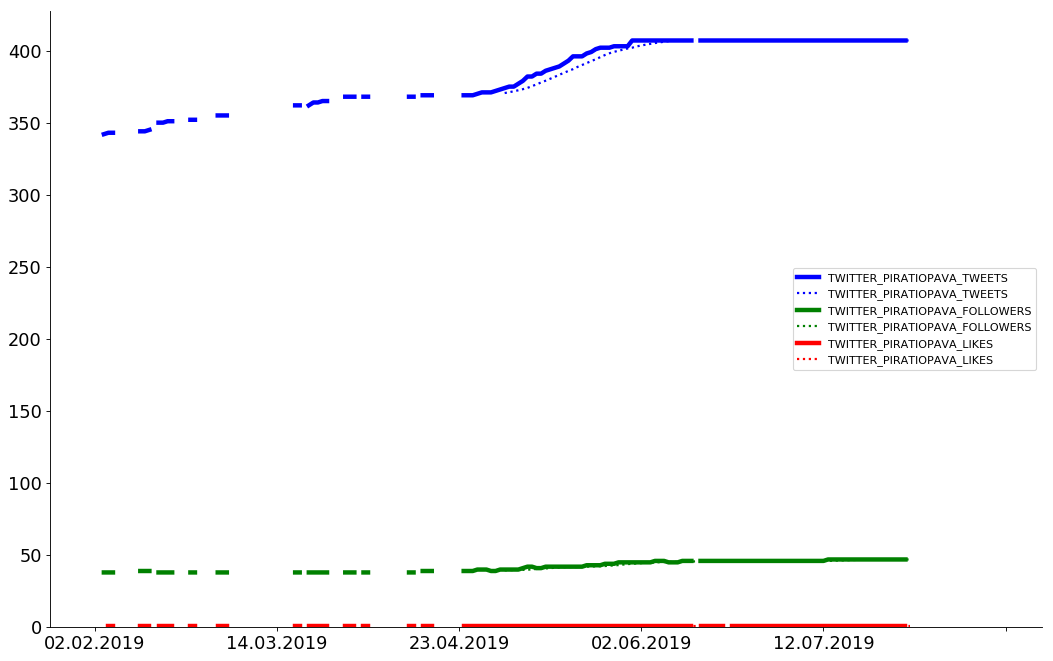 400
350
300
250
200
150
100
50
0
02.02.2019 14.03.2019 23.04.2019 02.06.2019 12.07.2019
TWITTER_PIRATIOPAVA_TWEETS
TWITTER_PIRATIOPAVA_TWEETS
TWITTER_PIRATIOPAVA_FOLLOWERS
TWITTER_PIRATIOPAVA_FOLLOWERS
TWITTER_PIRATIOPAVA_LIKES
TWITTER_PIRATIOPAVA_LIKES